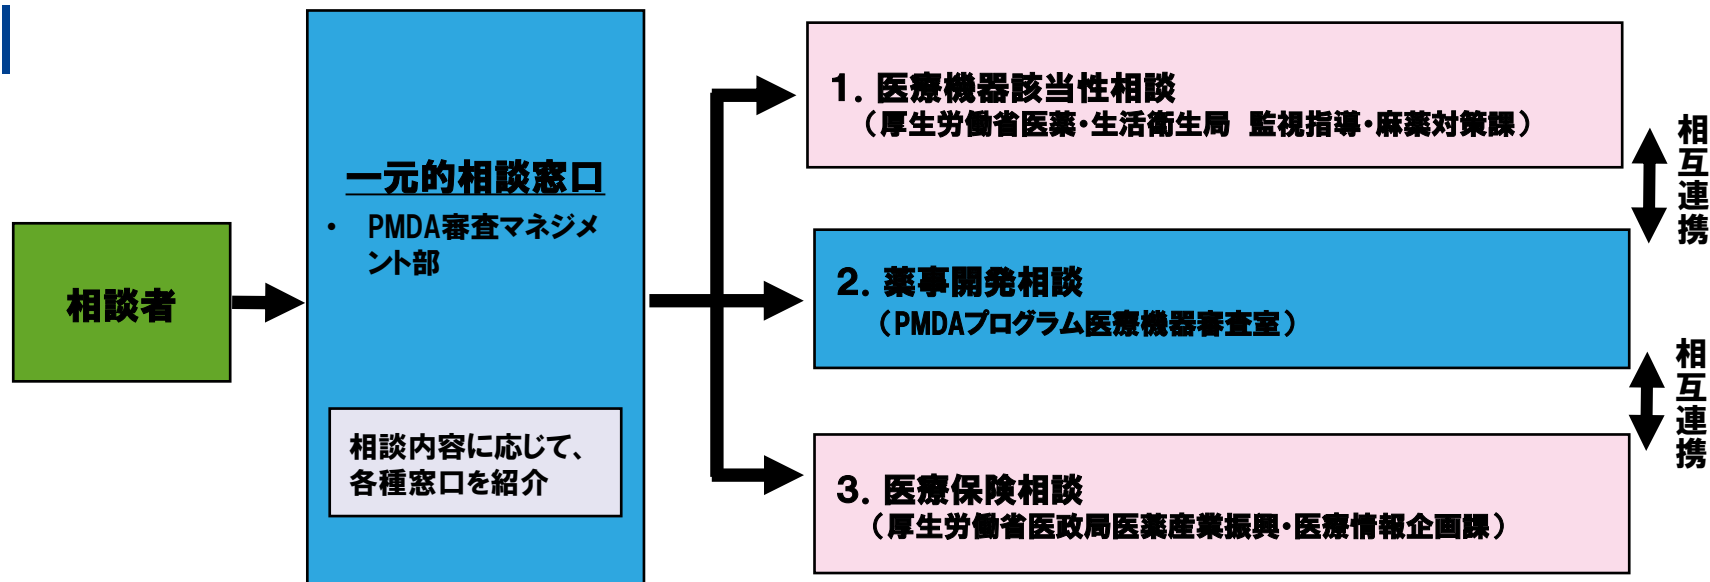 相談者
一元的相談窓口
・ PMDA審査マネジメ
ント部
相談内容に応じて、
各種窓口を紹介
1. 医療機器該当性相談
（厚生労働省医薬・生活衛生局 監視指導・麻薬対策課）
2. 薬事開発相談
（PMDAプログラム医療機器審査室）
3. 医療保険相談
（厚生労働省医政局医薬産業振興・医療情報企画課）
相互連携
相互連携